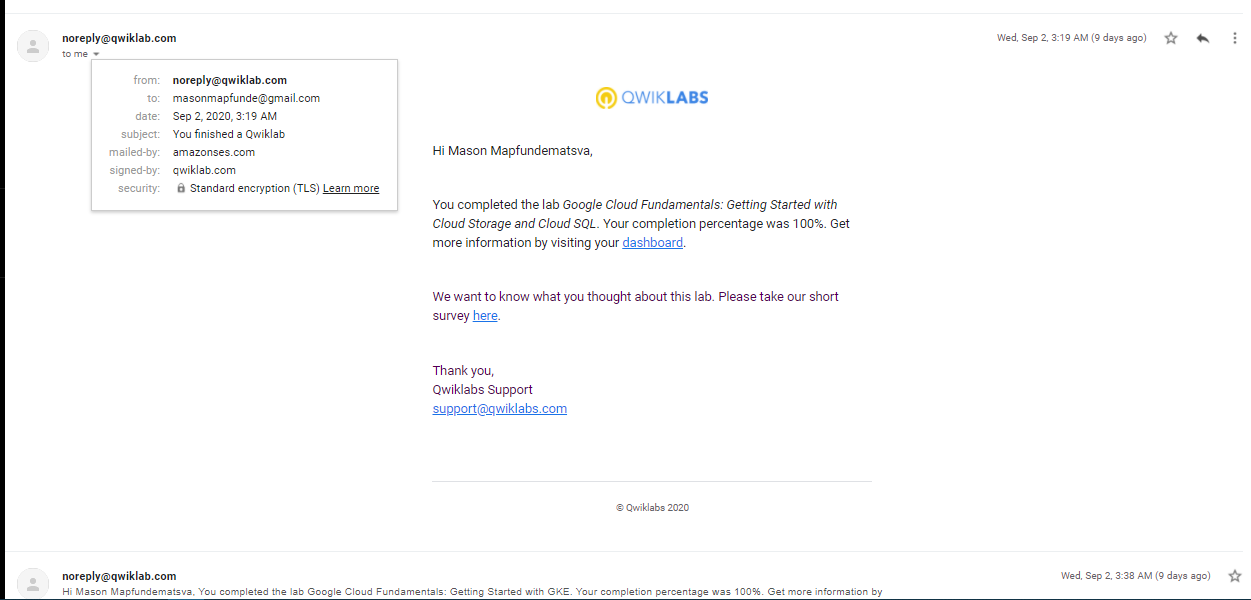 noreply@qwiklab.com
Wed, Sep 2, 3:19 AM (9 days ago)
to me
from: noreply@qwiklab.com
to: masonmapfunde@gmail.com
date: Sep 2, 2020, 3:19 AM
subject: You finished a Qwiklab
mailed-by: amazonses.com
signed-by: qwiklab.com
security: Standard encryption (TLS) Learn more
QWIKLABS
Hi Mason Mapfundematsva,
You completed the lab Google Cloud Fundamentals: Getting Started with
Cloud Storage and Cloud SQL. Your completion percentage was 100%. Get
more information by visiting your dashboard.
We want to know what you thought about this lab. Please take our short
survey here.
Thank you,
Qwiklabs Support
support@qwiklabs.com
© Qwiklabs 2020
noreply@qwiklab.com
Wed, Sep 2, 3:38 AM (9 days ago)
Hi Mason Mapfundematsva, You completed the lab Google Cloud Fundamentals: Getting Started with GKE. Your completion percentage was 100%. Get more information by